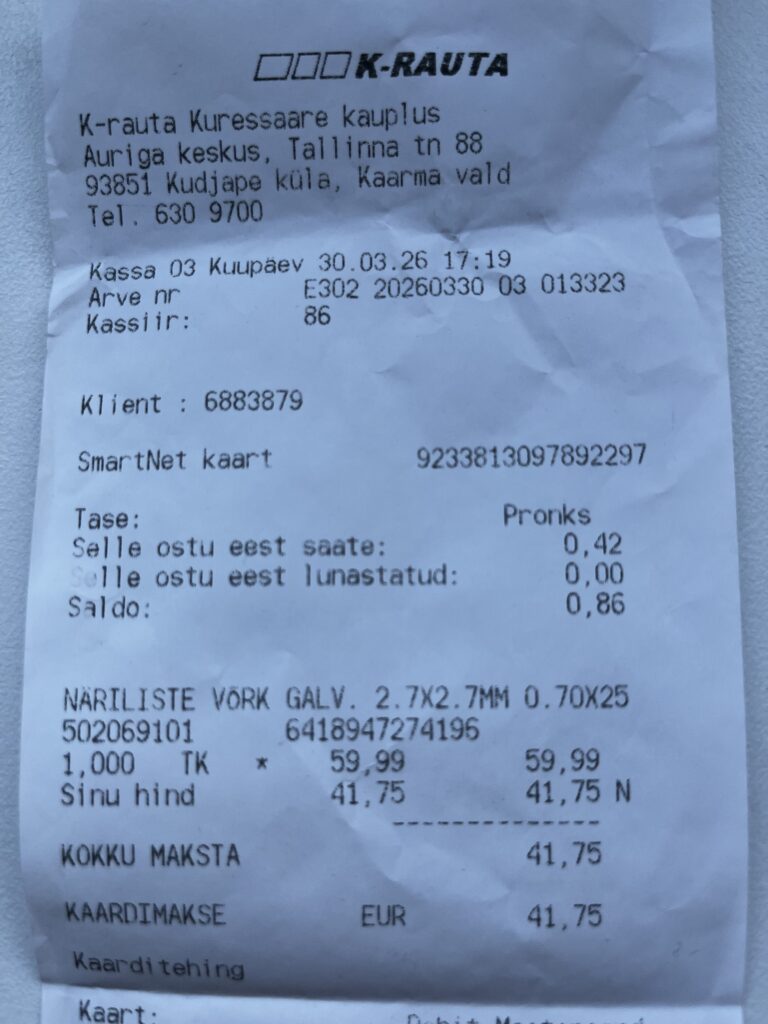 K-RAUTA
K-rauta Kuressaare kauplus
Auriga keskus, Tallinna tn 88
93851 Kudjape küla, Kaarma vald
Tel. 630 9700
Kassa 03 Kuupäev 30.03.26 17:19
Arve nr E302 20260330 03 013323
Kassiir: 86
Klient : 6883879
SmartNet kaart 9233813097892297
Tase: Pronks
Selle ostu eest saate: 0,42
Selle ostu eest lunastatud: 0,00
Saldo: 0,86
NÄRILISTE VÕRK GALV. 2.7X2.7MM 0.70X25
502069101 6418947274196
1,000 TK * 59,99 59,99
Sinu hind 41,75 41,75 N
-------------
KOKKU MAKSTA 41,75
KAARDIMAKSE EUR 41,75
Kaarditehing
Kaart: